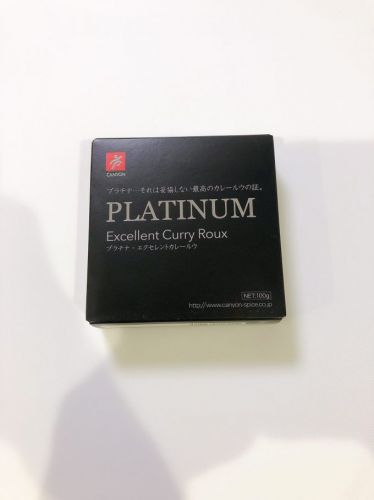 CANYON
プラチナ…それは妥協しない最高のカレールウの証。
PLATINUM
Excellent Curry Roux
プラチナ・エクセレントカレールウ
NET.100g
http://www.canyon-spice.co.jp